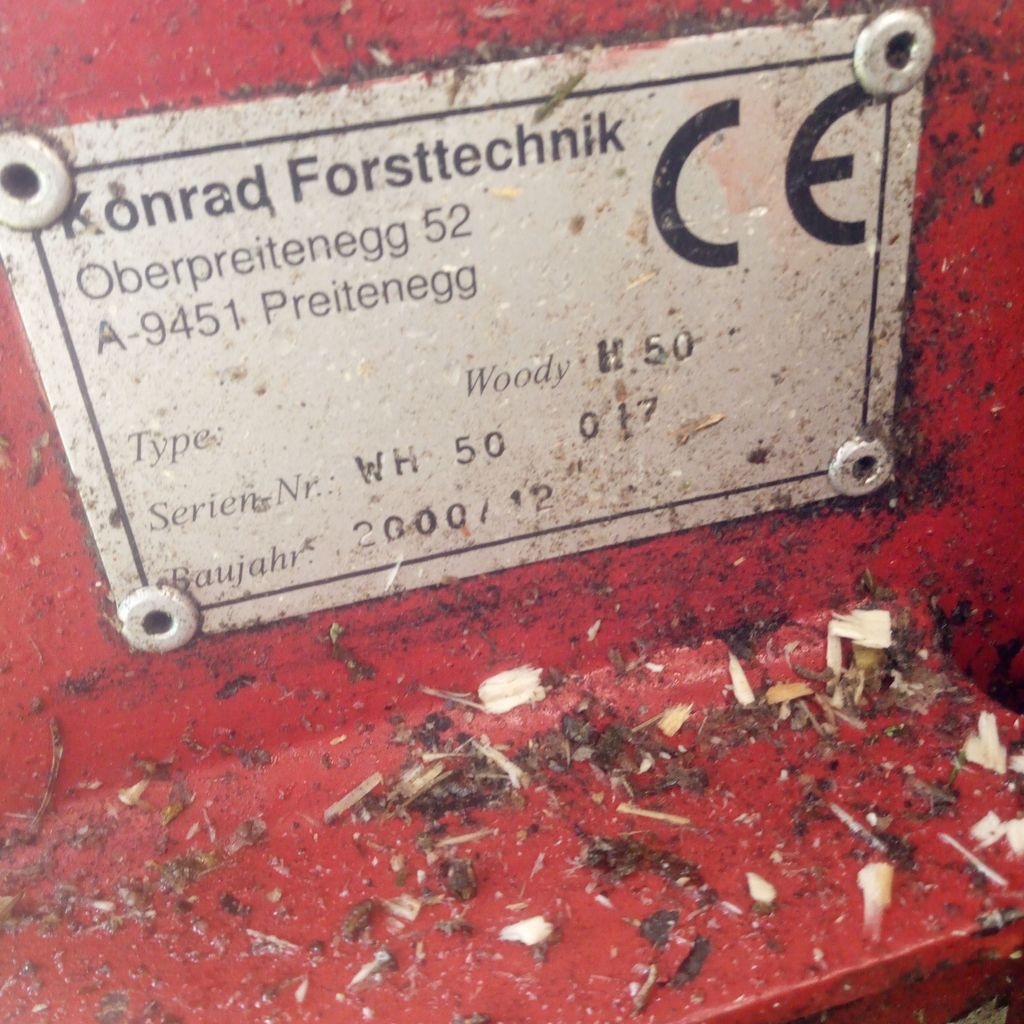 Konrad Forsttechnik CE
Oberpreitenegg 52
A-9451 Preitenegg
Type: Woody H.50
Serien-Nr.: WH 50 017
Baujahr: 2000/12